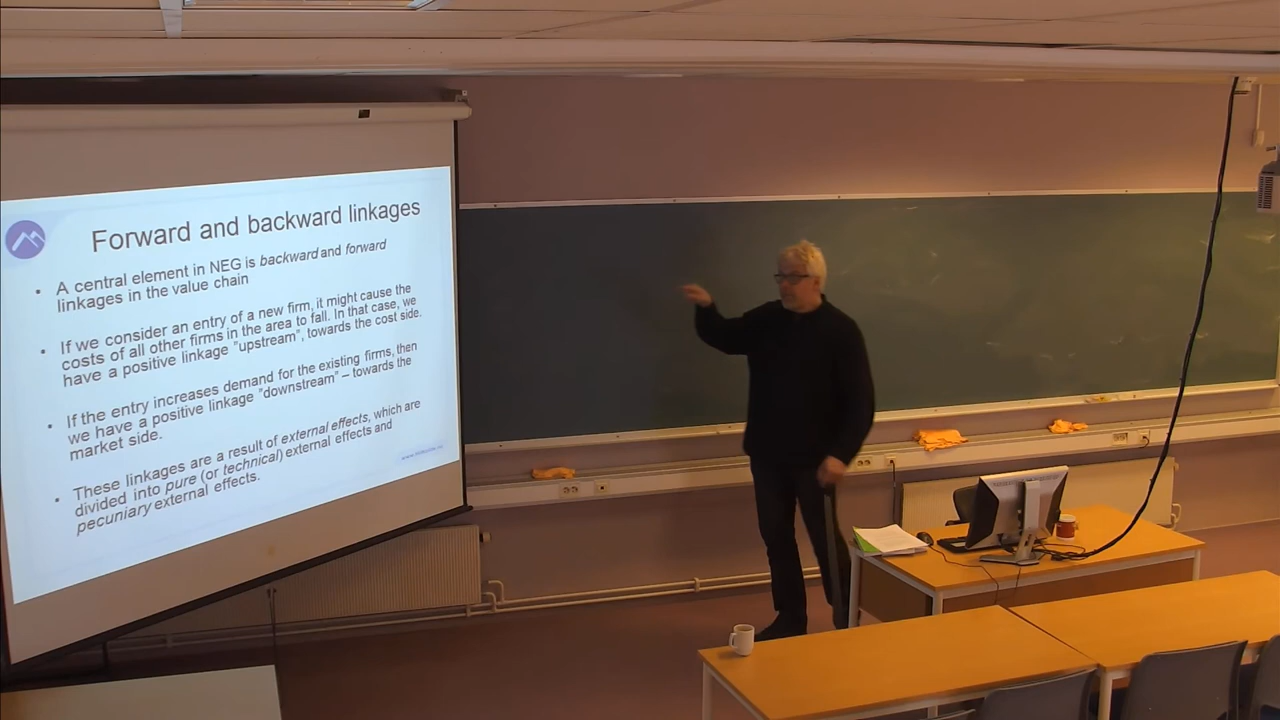 Forward and backward linkages
• A central element in NEG is backward and forward
linkages in the value chain
• If we consider an entry of a new firm, it might cause the
costs of all other firms in the area to fall. In that case, we
have a positive linkage "upstream", towards the cost side.
• If the entry increases demand for the existing firms, then
we have a positive linkage "downstream" – towards the
market side.
• These linkages are a result of external effects, which are
divided into pure (or technical) external effects and
pecuniary external effects.